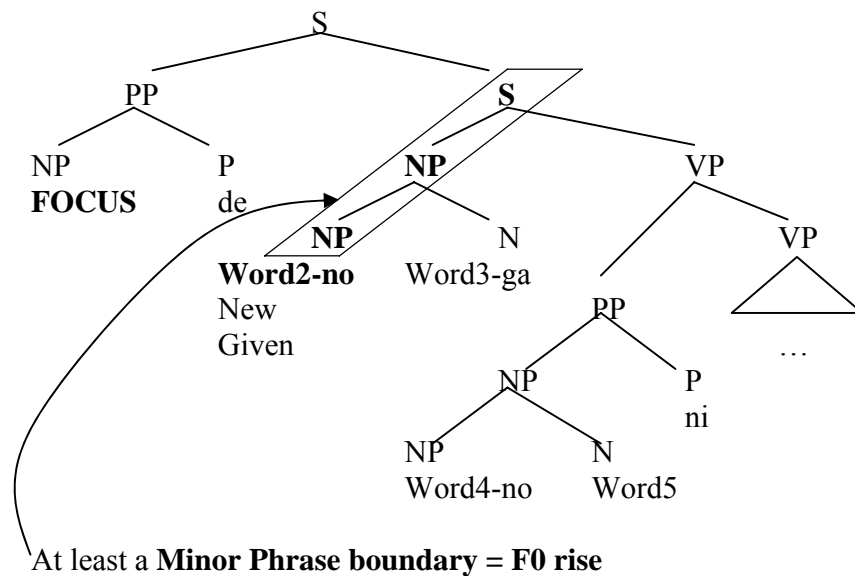 S
PP S
NP P NP VP
FOCUS de
NP N VP
Word2-no Word3-ga
New PP
Given …
NP P
ni
NP N
Word4-no Word5
At least a Minor Phrase boundary = F0 rise